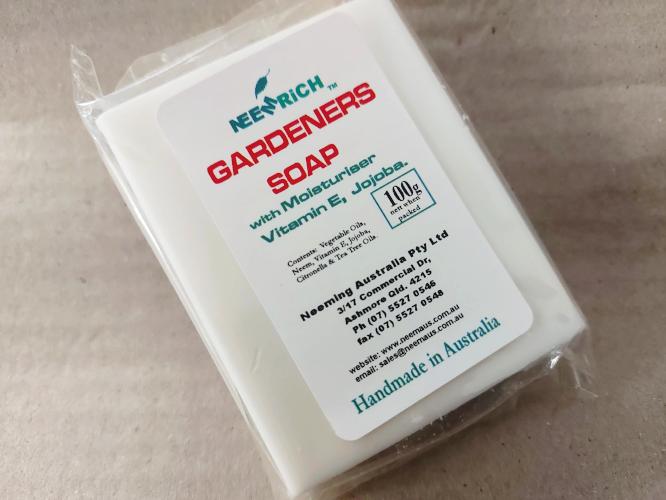 NEEMRiCH™
GARDENERS
SOAP
with Moisturiser
Vitamin E, Jojoba.
100g
nett when
packed
Contents: Vegetable Oils,
Neem, Vitamin E, Jojoba,
Citronella & Tea Tree Oils.
Neeming Australia Pty Ltd
3/17 Commercial Dr,
Ashmore Qld. 4215
Ph (07) 5527 0546
fax (07) 5527 0548
website: www.neemaus.com.au
email: sales@neemaus.com.au
Handmade in Australia